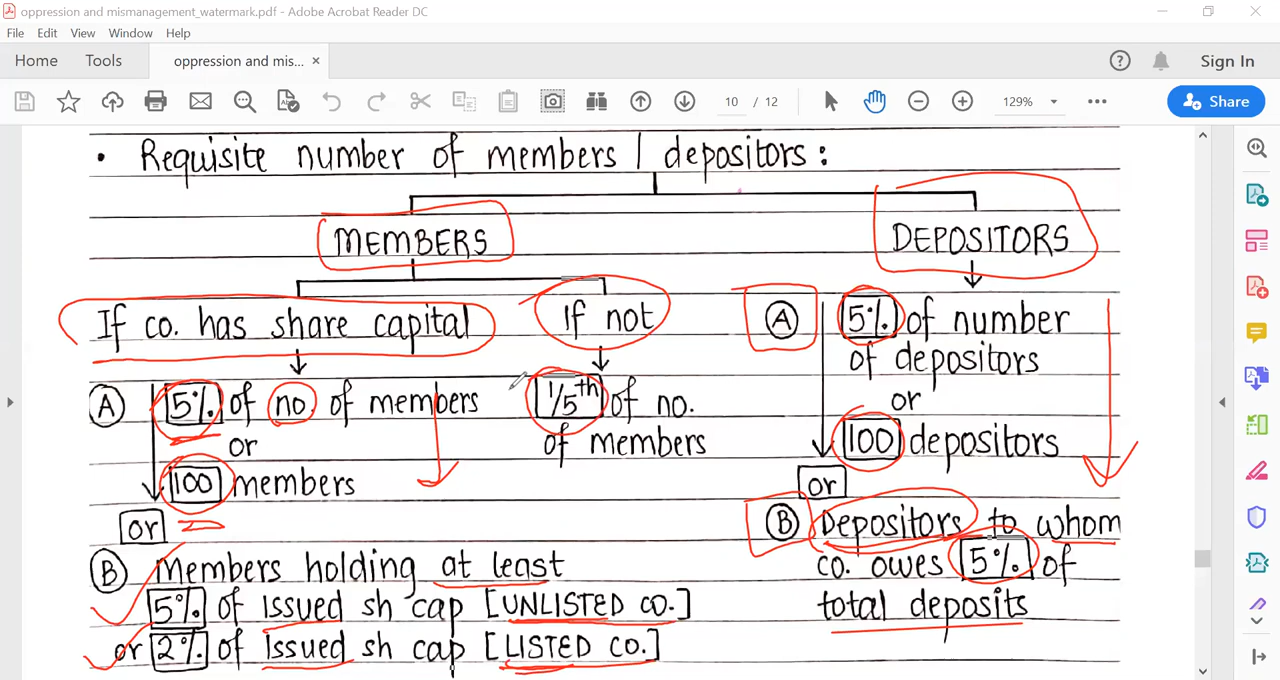 oppression and mismanagement_watermark.pdf - Adobe Acrobat Reader DC
File Edit View Window Help
Home Tools oppression and mis... × Sign In
10 / 12 129% Share
• Requisite number of members / depositors :
MEMBERS DEPOSITORS
If co. has share capital If not
(A) 5% of no. of members
or
100 members
or
(B) Members holding at least
5% of Issued sh cap [UNLISTED CO.]
or 2% of Issued sh cap [LISTED CO.]
1/5th of no.
of members
(A) 5% of number
of depositors
or
100 depositors
or
(B) Depositors to whom
co. owes 5% of
total deposits